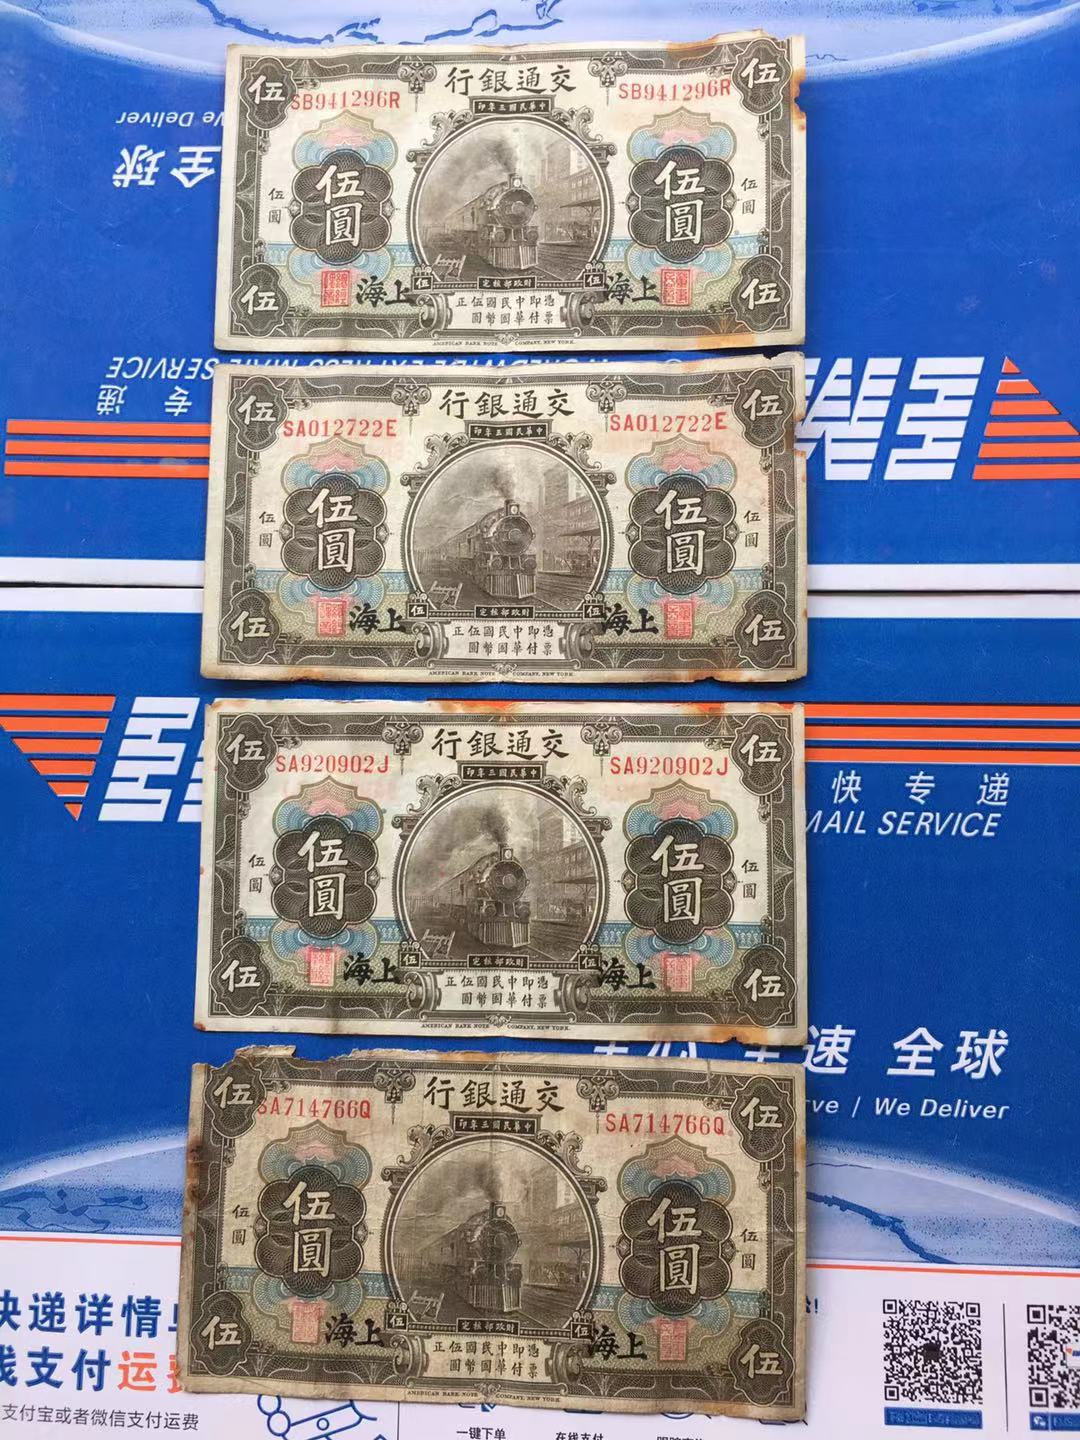 伍
行銀通交
伍
SB941296R
SB941296R
印年三國民華中
伍圓
伍圓
伍圓
伍圓
海上
伍
定核部政財
伍
海上
伍
正伍國民中即憑
圓幣國華付票
伍
AMERICAN BANK NOTE COMPANY, NEW YORK.
We Deliver
全球
WORLDWIDE EXPRESS MAIL SERVICE
专递
伍
行銀通交
伍
SA012722E
SA012722E
印年三國民華中
伍圓
伍圓
伍圓
伍圓
海上
伍
定核部政財
伍
海上
伍
正伍國民中即憑
圓幣國華付票
伍
AMERICAN BANK NOTE COMPANY, NEW YORK.
伍
行銀通交
伍
SA920902J
SA920902J
印年三國民華中
伍圓
伍圓
伍圓
伍圓
海上
伍
定核部政財
伍
海上
伍
正伍國民中即憑
圓幣國華付票
伍
AMERICAN BANK NOTE COMPANY, NEW YORK.
快专递
MAIL SERVICE
全速 全球
We Deliver
伍
行銀通交
伍
SA714766Q
SA714766Q
印年三國民華中
伍圓
伍圓
伍圓
伍圓
海上
伍
定核部政財
伍
海上
伍
正伍國民中即憑
圓幣國華付票
伍
AMERICAN BANK NOTE COMPANY, NEW YORK.
快递详情单
线支付运费
支付宝或者微信支付运费
一键下单
在线支付